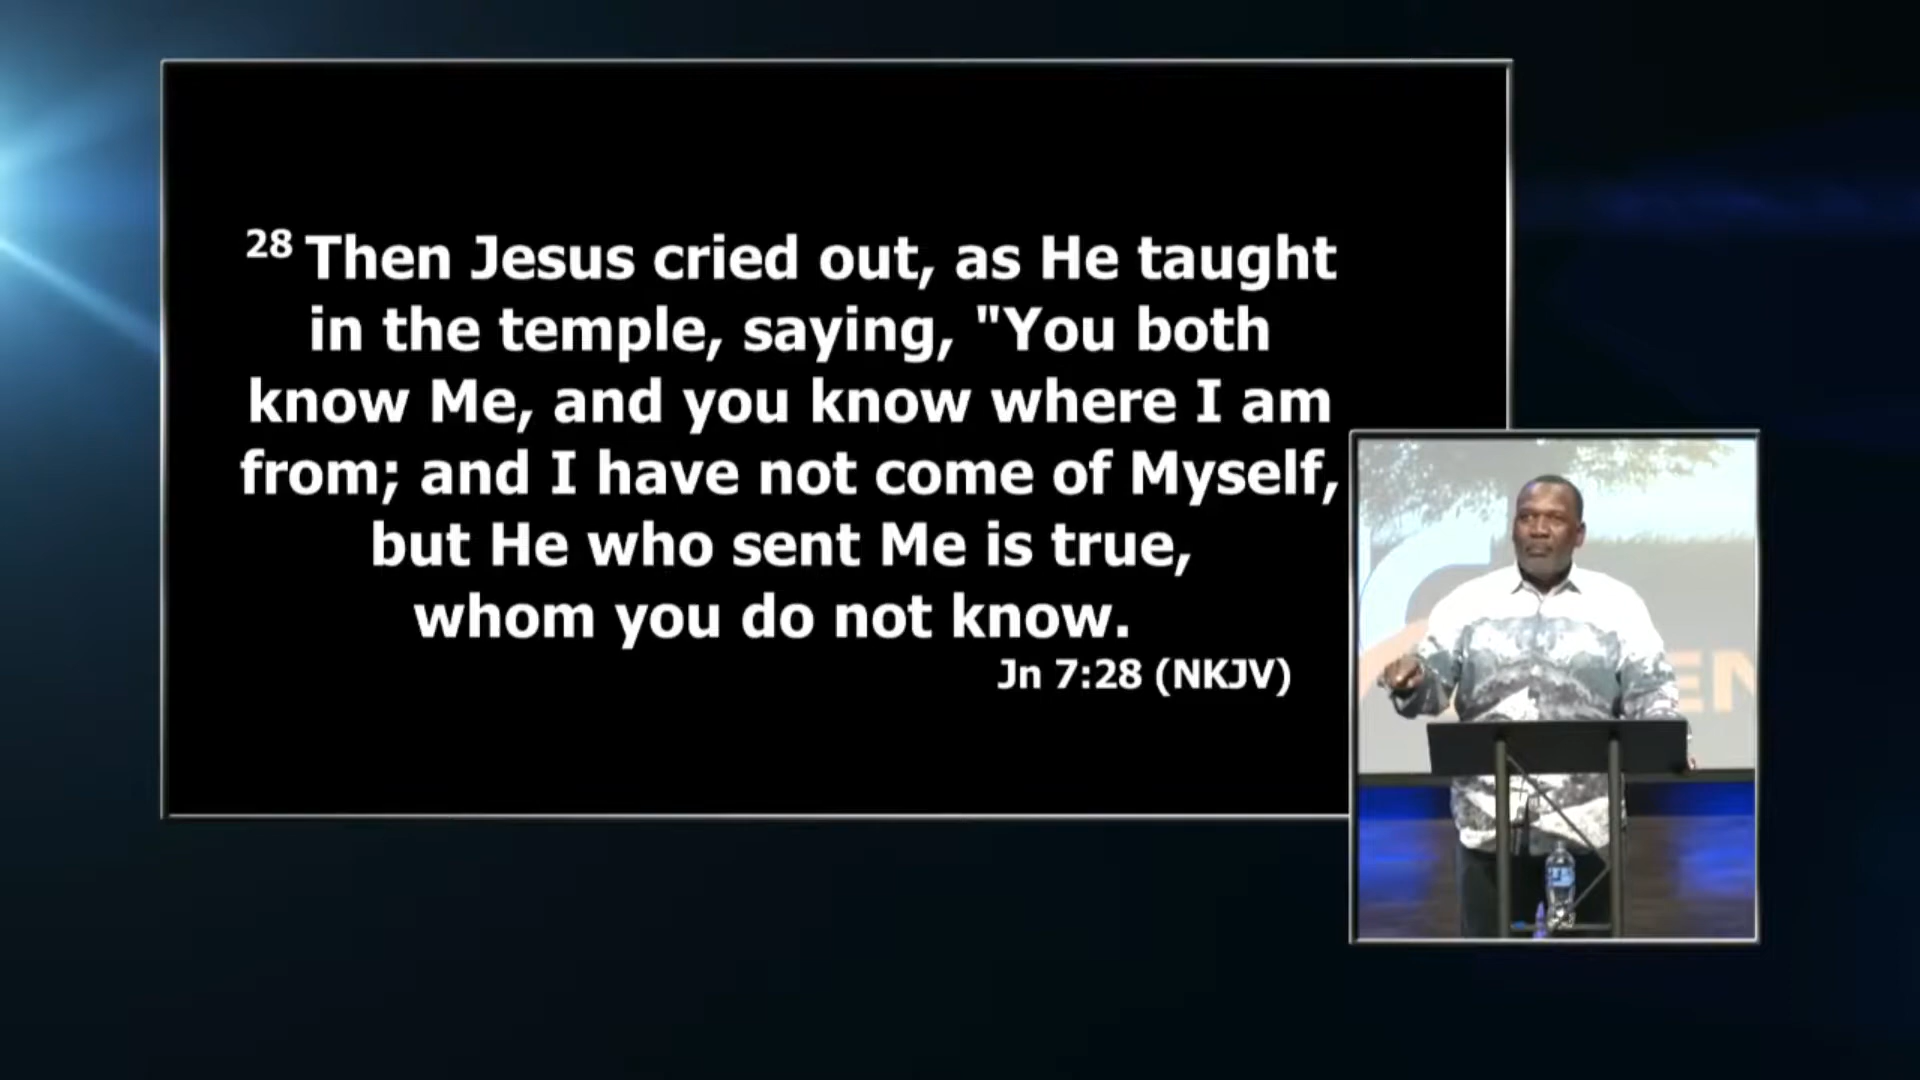 28 Then Jesus cried out, as He taught
in the temple, saying, "You both
know Me, and you know where I am
from; and I have not come of Myself,
but He who sent Me is true,
whom you do not know.
Jn 7:28 (NKJV)